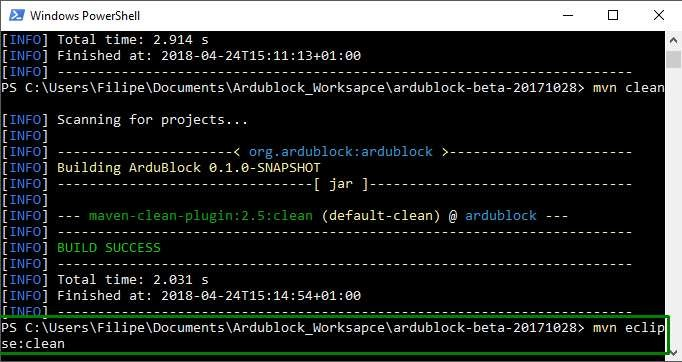 Windows PowerShell
[INFO] Total time: 2.914 s
[INFO] Finished at: 2018-04-24T15:11:13+01:00
[INFO] ------------------------------------------------------------------------
PS C:\Users\Filipe\Documents\Ardublock_Worksapce\ardublock-beta-20171028> mvn clean
[INFO] Scanning for projects...
[INFO]
[INFO] ----------------------< org.ardublock:ardublock >-----------------------
[INFO] Building ArduBlock 0.1.0-SNAPSHOT
[INFO] --------------------------------[ jar ]---------------------------------
[INFO]
[INFO] --- maven-clean-plugin:2.5:clean (default-clean) @ ardublock ---
[INFO] ------------------------------------------------------------------------
[INFO] BUILD SUCCESS
[INFO] ------------------------------------------------------------------------
[INFO] Total time: 2.031 s
[INFO] Finished at: 2018-04-24T15:14:54+01:00
[INFO] ------------------------------------------------------------------------
PS C:\Users\Filipe\Documents\Ardublock_Worksapce\ardublock-beta-20171028> mvn eclip
se:clean